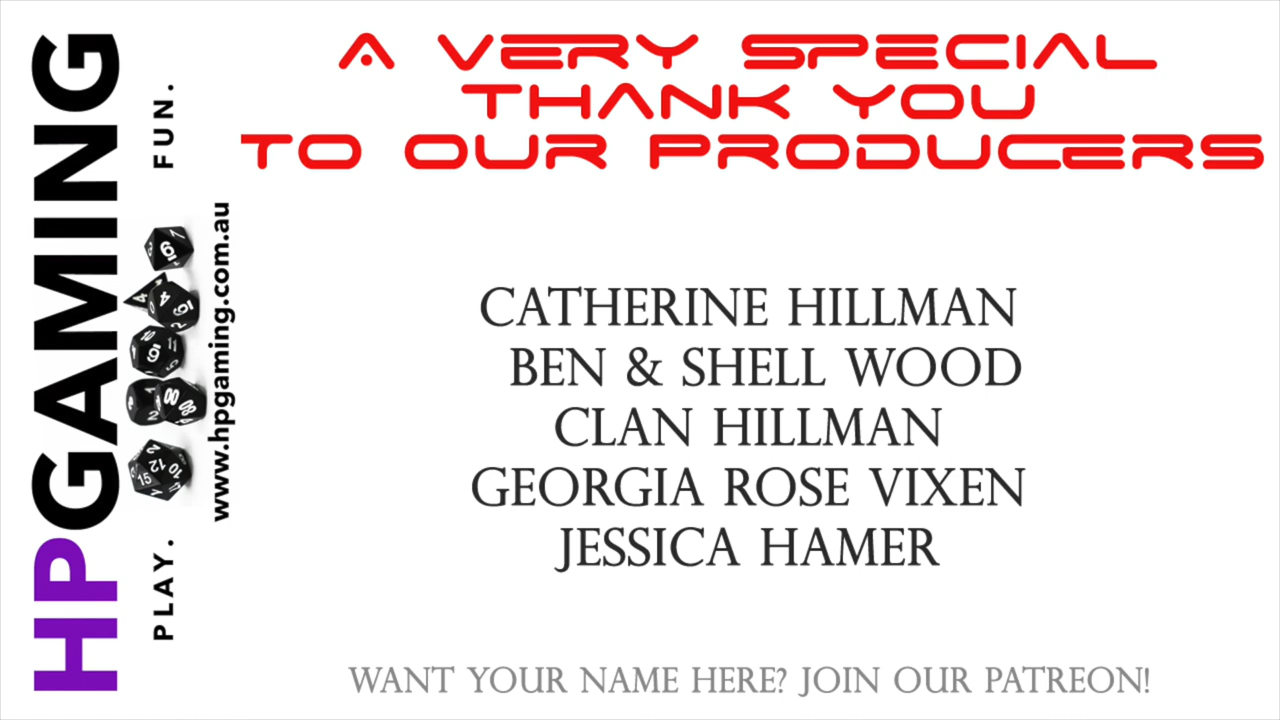 HPGAMING
PLAY. FUN.
www.hpgaming.com.au
A VERY SPECIAL
THANK YOU
TO OUR PRODUCERS
CATHERINE HILLMAN
BEN & SHELL WOOD
CLAN HILLMAN
GEORGIA ROSE VIXEN
JESSICA HAMER
WANT YOUR NAME HERE? JOIN OUR PATREON!